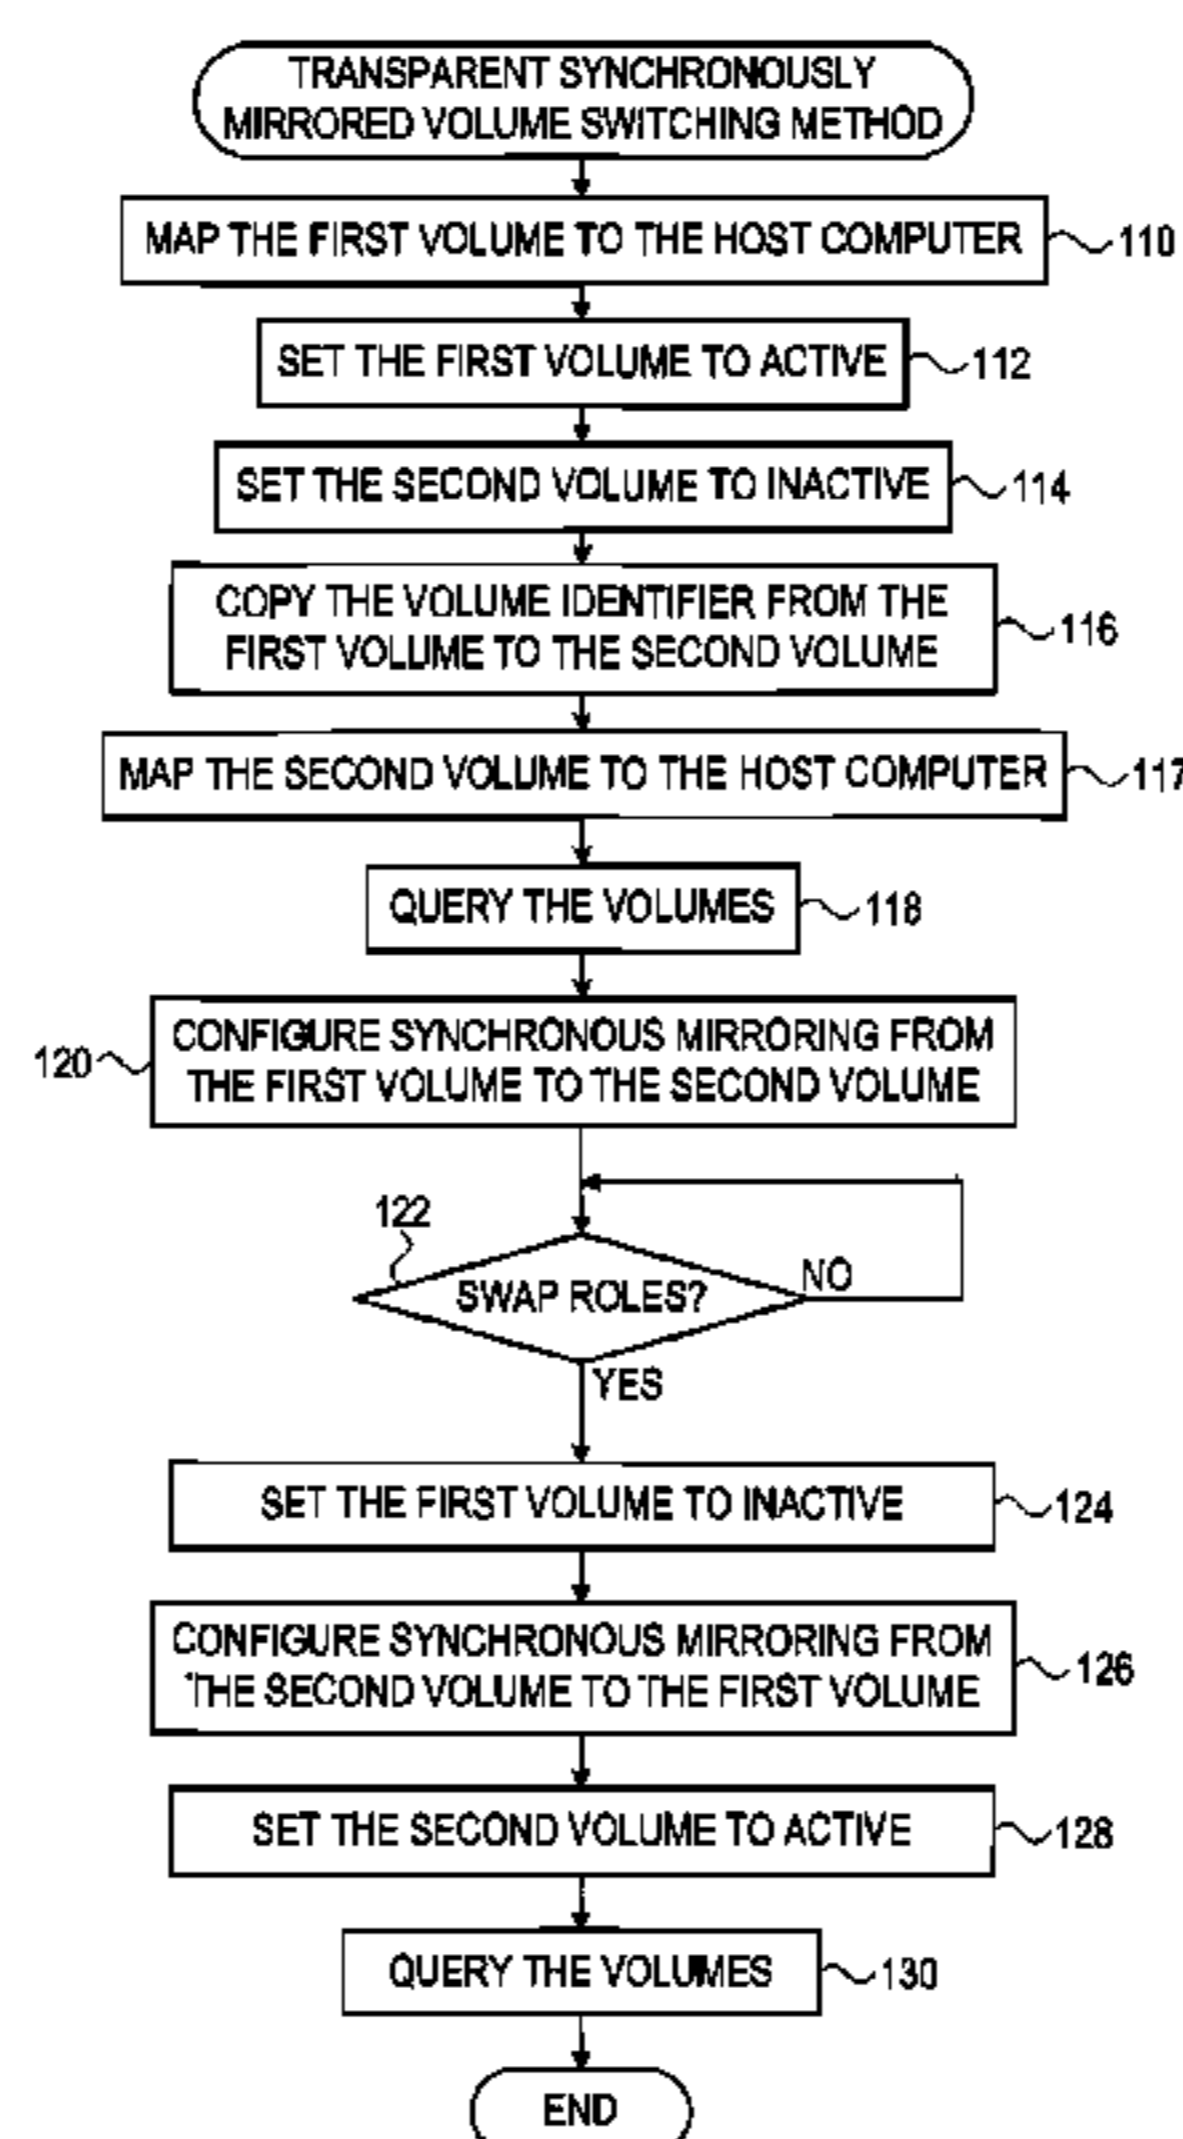 TRANSPARENT SYNCHRONOUSLY
MIRRORED VOLUME SWITCHING METHOD
MAP THE FIRST VOLUME TO THE HOST COMPUTER
110
SET THE FIRST VOLUME TO ACTIVE
112
SET THE SECOND VOLUME TO INACTIVE
114
COPY THE VOLUME IDENTIFIER FROM THE
FIRST VOLUME TO THE SECOND VOLUME
116
MAP THE SECOND VOLUME TO THE HOST COMPUTER
117
QUERY THE VOLUMES
118
CONFIGURE SYNCHRONOUS MIRRORING FROM
THE FIRST VOLUME TO THE SECOND VOLUME
120
122
SWAP ROLES?
NO
YES
SET THE FIRST VOLUME TO INACTIVE
124
CONFIGURE SYNCHRONOUS MIRRORING FROM
THE SECOND VOLUME TO THE FIRST VOLUME
126
SET THE SECOND VOLUME TO ACTIVE
128
QUERY THE VOLUMES
130
END